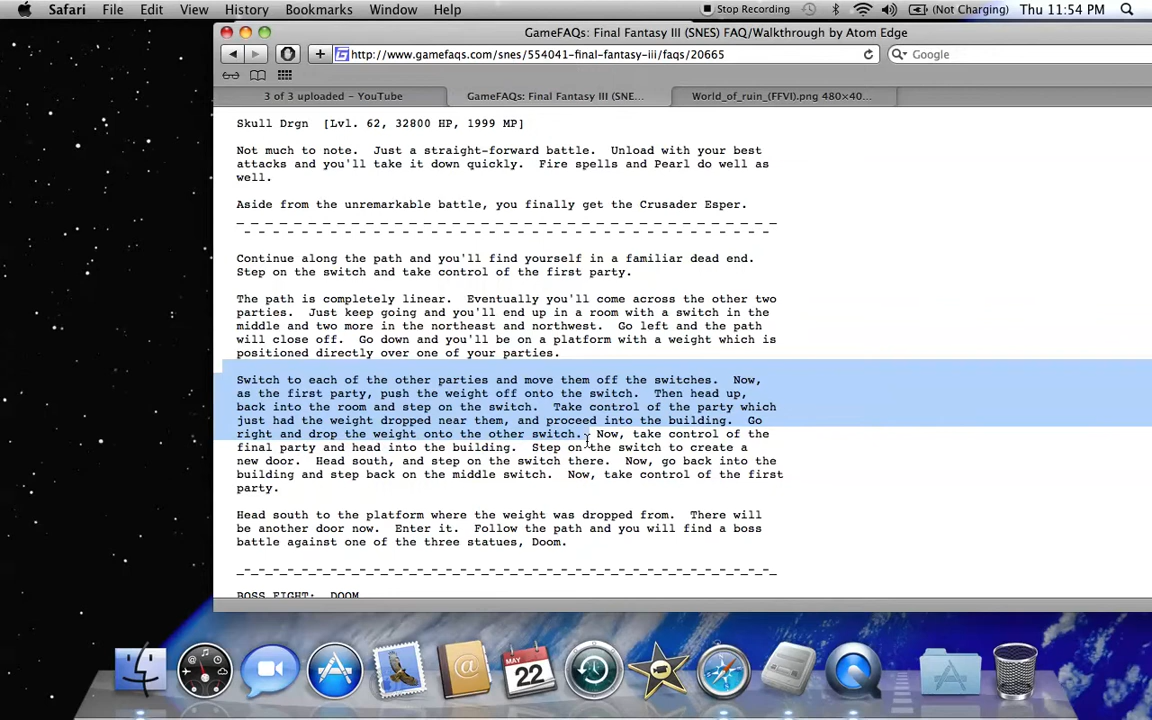 Safari File Edit View History Bookmarks Window Help Stop Recording (Not Charging) Thu 11:54 PM
GameFAQs: Final Fantasy III (SNES) FAQ/Walkthrough by Atom Edge
http://www.gamefaqs.com/snes/554041-final-fantasy-iii/faqs/20665 Google
3 of 3 uploaded – YouTube GameFAQs: Final Fantasy III (SNE... World_of_ruin_(FFVI).png 480×40...
Skull Drgn [Lvl. 62, 32800 HP, 1999 MP]
Not much to note. Just a straight-forward battle. Unload with your best
attacks and you'll take it down quickly. Fire spells and Pearl do well as
well.
Aside from the unremarkable battle, you finally get the Crusader Esper.
Continue along the path and you'll find yourself in a familiar dead end.
Step on the switch and take control of the first party.
The path is completely linear. Eventually you'll come across the other two
parties. Just keep going and you'll end up in a room with a switch in the
middle and two more in the northeast and northwest. Go left and the path
will close off. Go down and you'll be on a platform with a weight which is
positioned directly over one of your parties.
Switch to each of the other parties and move them off the switches. Now,
as the first party, push the weight off onto the switch. Then head up,
back into the room and step on the switch. Take control of the party which
just had the weight dropped near them, and proceed into the building. Go
right and drop the weight onto the other switch. Now, take control of the
final party and head into the building. Step on the switch to create a
new door. Head south, and step on the switch there. Now, go back into the
building and step back on the middle switch. Now, take control of the first
party.
Head south to the platform where the weight was dropped from. There will
be another door now. Enter it. Follow the path and you will find a boss
battle against one of the three statues, Doom.
BOSS FIGHT: DOOM
MAY
22